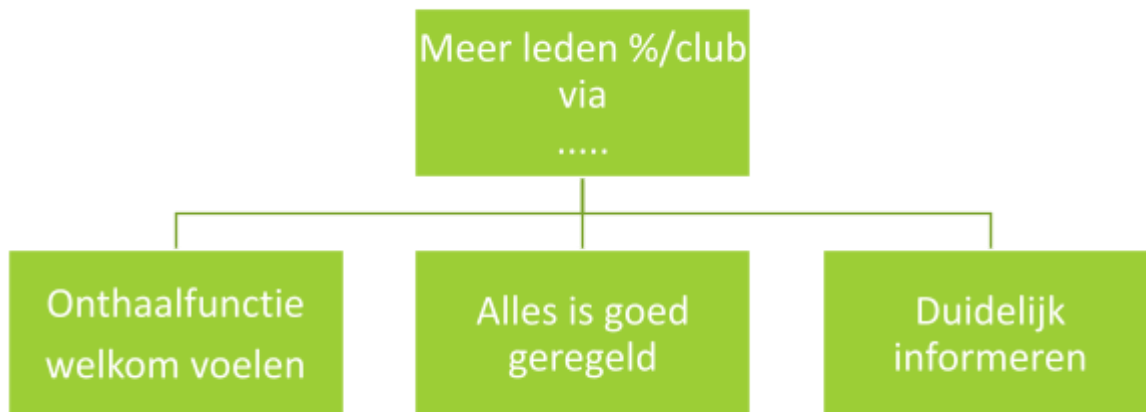 Meer leden %/club
via
.....
Onthaalfunctie
welkom voelen
Alles is goed
geregeld
Duidelijk
informeren